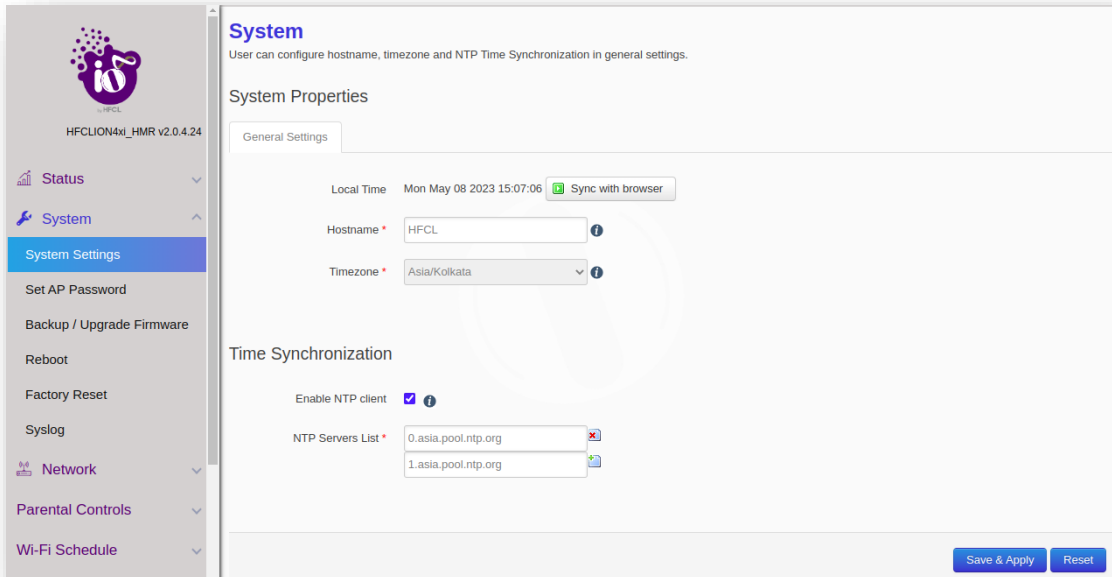 io
by HFCL
HFCLION4xi_HMR v2.0.4.24
Status
System
System Settings
Set AP Password
Backup / Upgrade Firmware
Reboot
Factory Reset
Syslog
Network
Parental Controls
Wi-Fi Schedule
System
User can configure hostname, timezone and NTP Time Synchronization in general settings.
System Properties
General Settings
Local Time Mon May 08 2023 15:07:06 Sync with browser
Hostname * HFCL
Timezone * Asia/Kolkata
Time Synchronization
Enable NTP client
NTP Servers List * 0.asia.pool.ntp.org
1.asia.pool.ntp.org
Save & Apply Reset